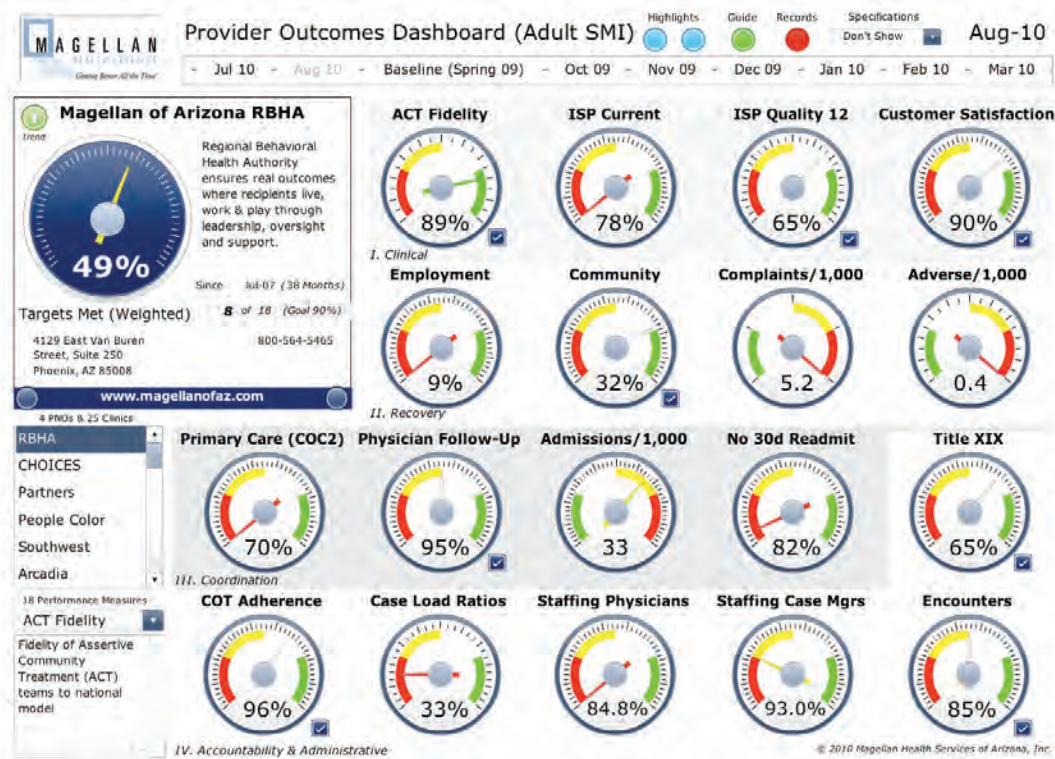 MAGELLAN
HEALTH SERVICES
Getting Better All the Time
Provider Outcomes Dashboard (Adult SMI)
Highlights
Guide
Records
Specifications
Don't Show
Aug-10
- Jul 10 - Aug 10 - Baseline (Spring 09) - Oct 09 - Nov 09 - Dec 09 - Jan 10 - Feb 10 - Mar 10
trend
Magellan of Arizona RBHA
Regional Behavioral
Health Authority
ensures real outcomes
where recipients live,
work & play through
leadership, oversight
and support.
49%
Since Jul-07 (38 Months)
Targets Met (Weighted)
8 of 18 (Goal 90%)
4129 East Van Buren
Street, Suite 250
Phoenix, AZ 85008
800-564-5465
www.magellanofaz.com
4 PNOs & 25 Clinics
RBHA
CHOICES
Partners
People Color
Southwest
Arcadia
18 Performance Measures
ACT Fidelity
Fidelity of Assertive
Community
Treatment (ACT)
teams to national
model
ACT Fidelity
89%
ISP Current
78%
ISP Quality 12
65%
Customer Satisfaction
90%
I. Clinical
Employment
9%
Community
32%
Complaints/1,000
5.2
Adverse/1,000
0.4
II. Recovery
Primary Care (COC2)
70%
Physician Follow-Up
95%
Admissions/1,000
33
No 30d Readmit
82%
Title XIX
65%
III. Coordination
COT Adherence
96%
Case Load Ratios
33%
Staffing Physicians
84.8%
Staffing Case Mgrs
93.0%
Encounters
85%
IV. Accountability & Administrative
© 2010 Magellan Health Services of Arizona, Inc.